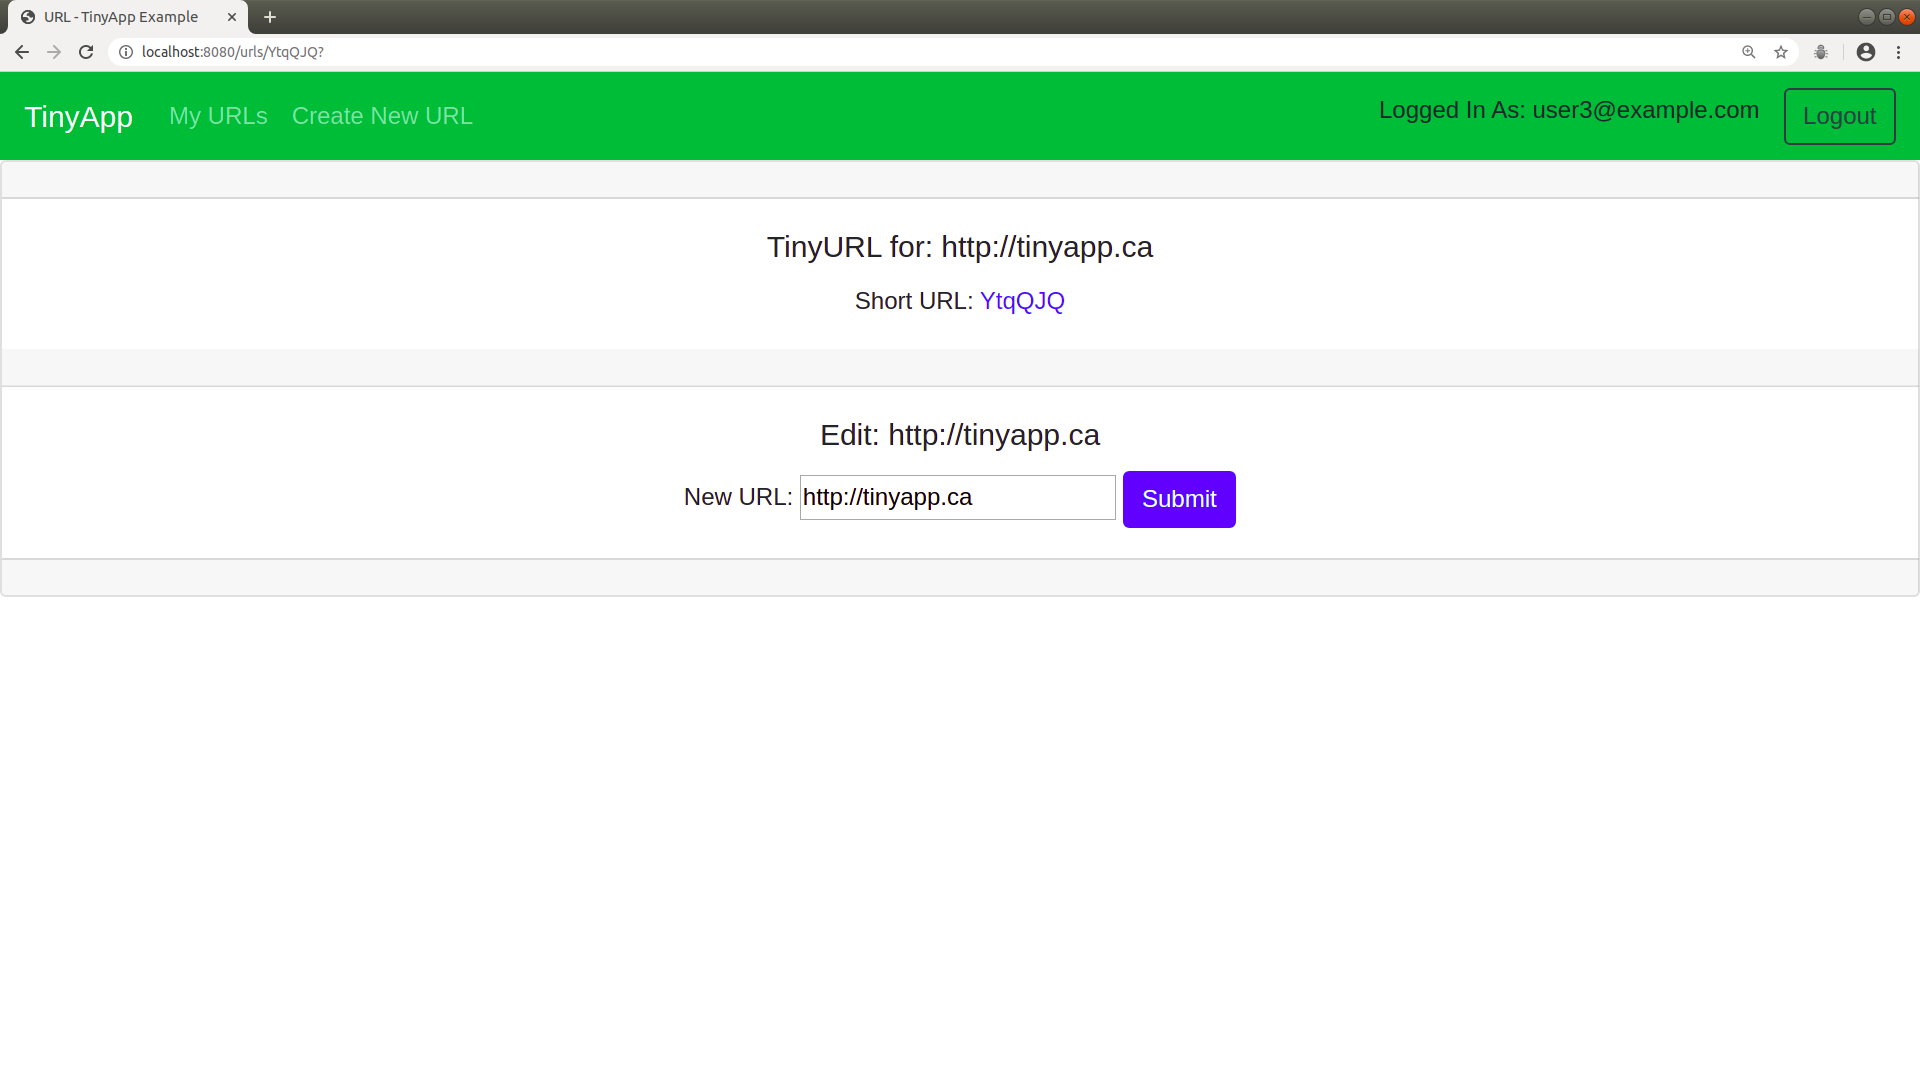 URL - TinyApp Example
localhost:8080/urls/YtqQJQ?
TinyApp My URLs Create New URL Logged In As: user3@example.com Logout
TinyURL for: http://tinyapp.ca
Short URL: YtqQJQ
Edit: http://tinyapp.ca
New URL: http://tinyapp.ca Submit